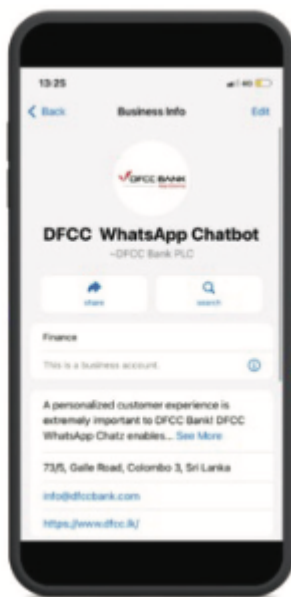 13:25
4G
Back
Business Info
Edit
DFCC BANK
DFCC WhatsApp Chatbot
~DFCC Bank PLC
share
search
Finance
This is a business account.
A personalized customer experience is
extremely important to DFCC Bank! DFCC
WhatsApp Chatz enables... See More
73/5, Galle Road, Colombo 3, Sri Lanka
info@dfccbank.com
https://www.dfcc.lk/